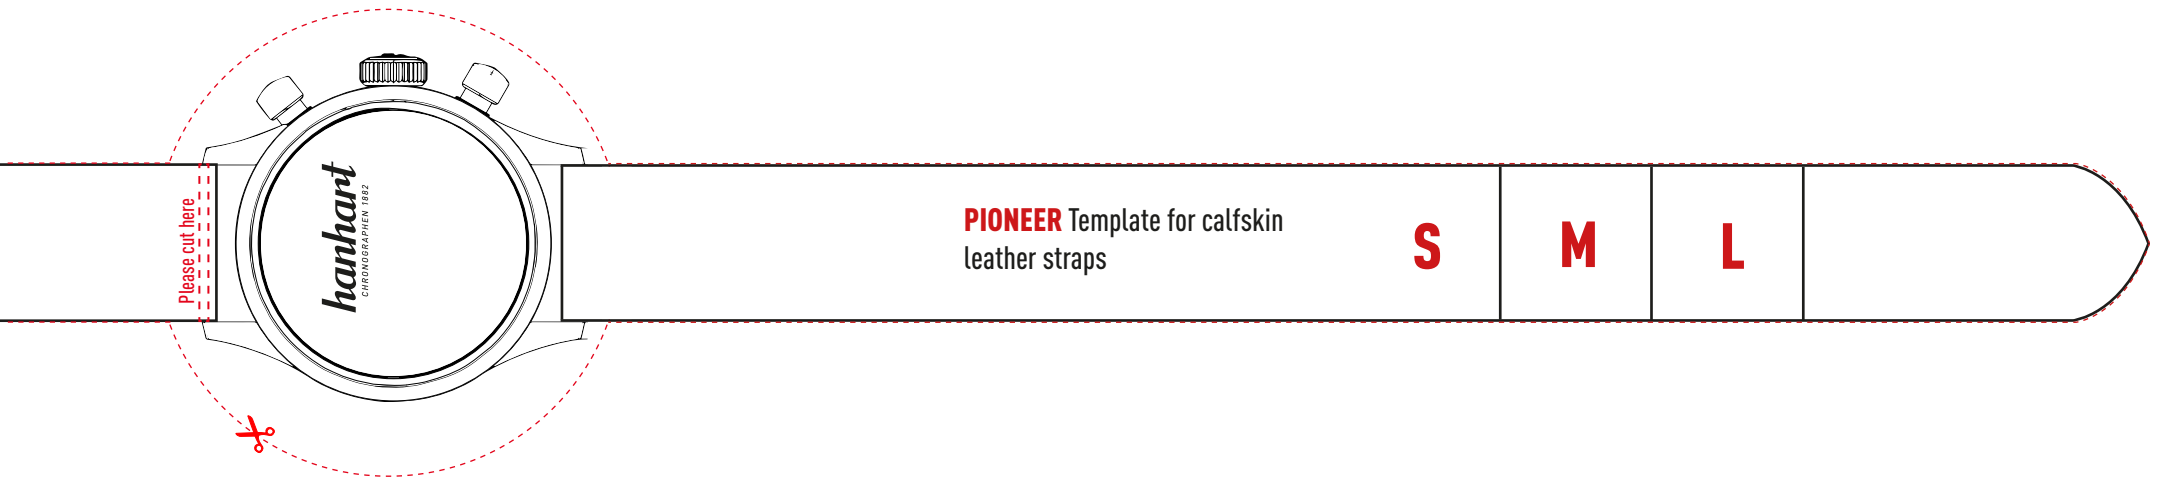 Please cut here
hanhart
CHRONOGRAPHEN 1882
PIONEER Template for calfskin
leather straps
S
M
L